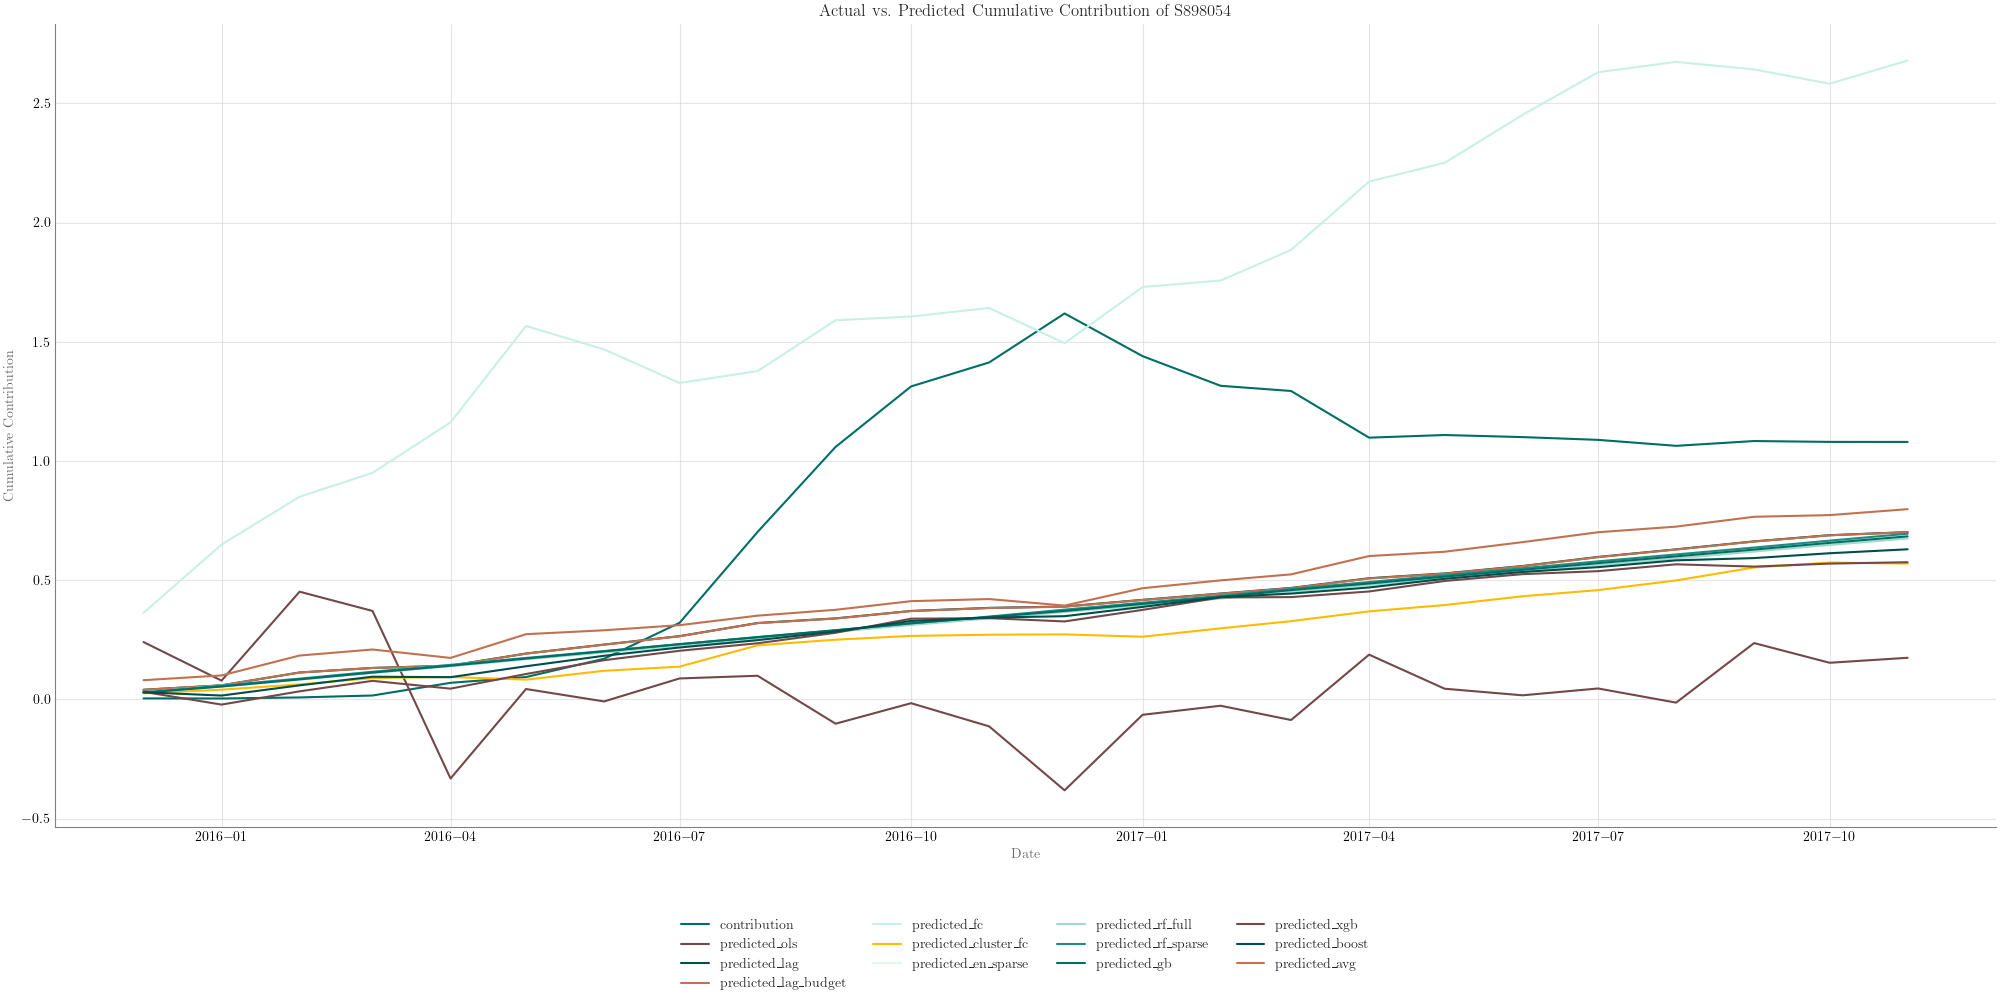 Actual vs. Predicted Cumulative Contribution of S898054
Cumulative Contribution
2.5
2.0
1.5
1.0
0.5
0.0
−0.5
2016−01
2016−04
2016−07
2016−10
2017−01
2017−04
2017−07
2017−10
Date
contribution
predicted_ols
predicted_lag
predicted_lag_budget
predicted_fc
predicted_cluster_fc
predicted_en_sparse
predicted_rf_full
predicted_rf_sparse
predicted_gb
predicted_xgb
predicted_boost
predicted_avg